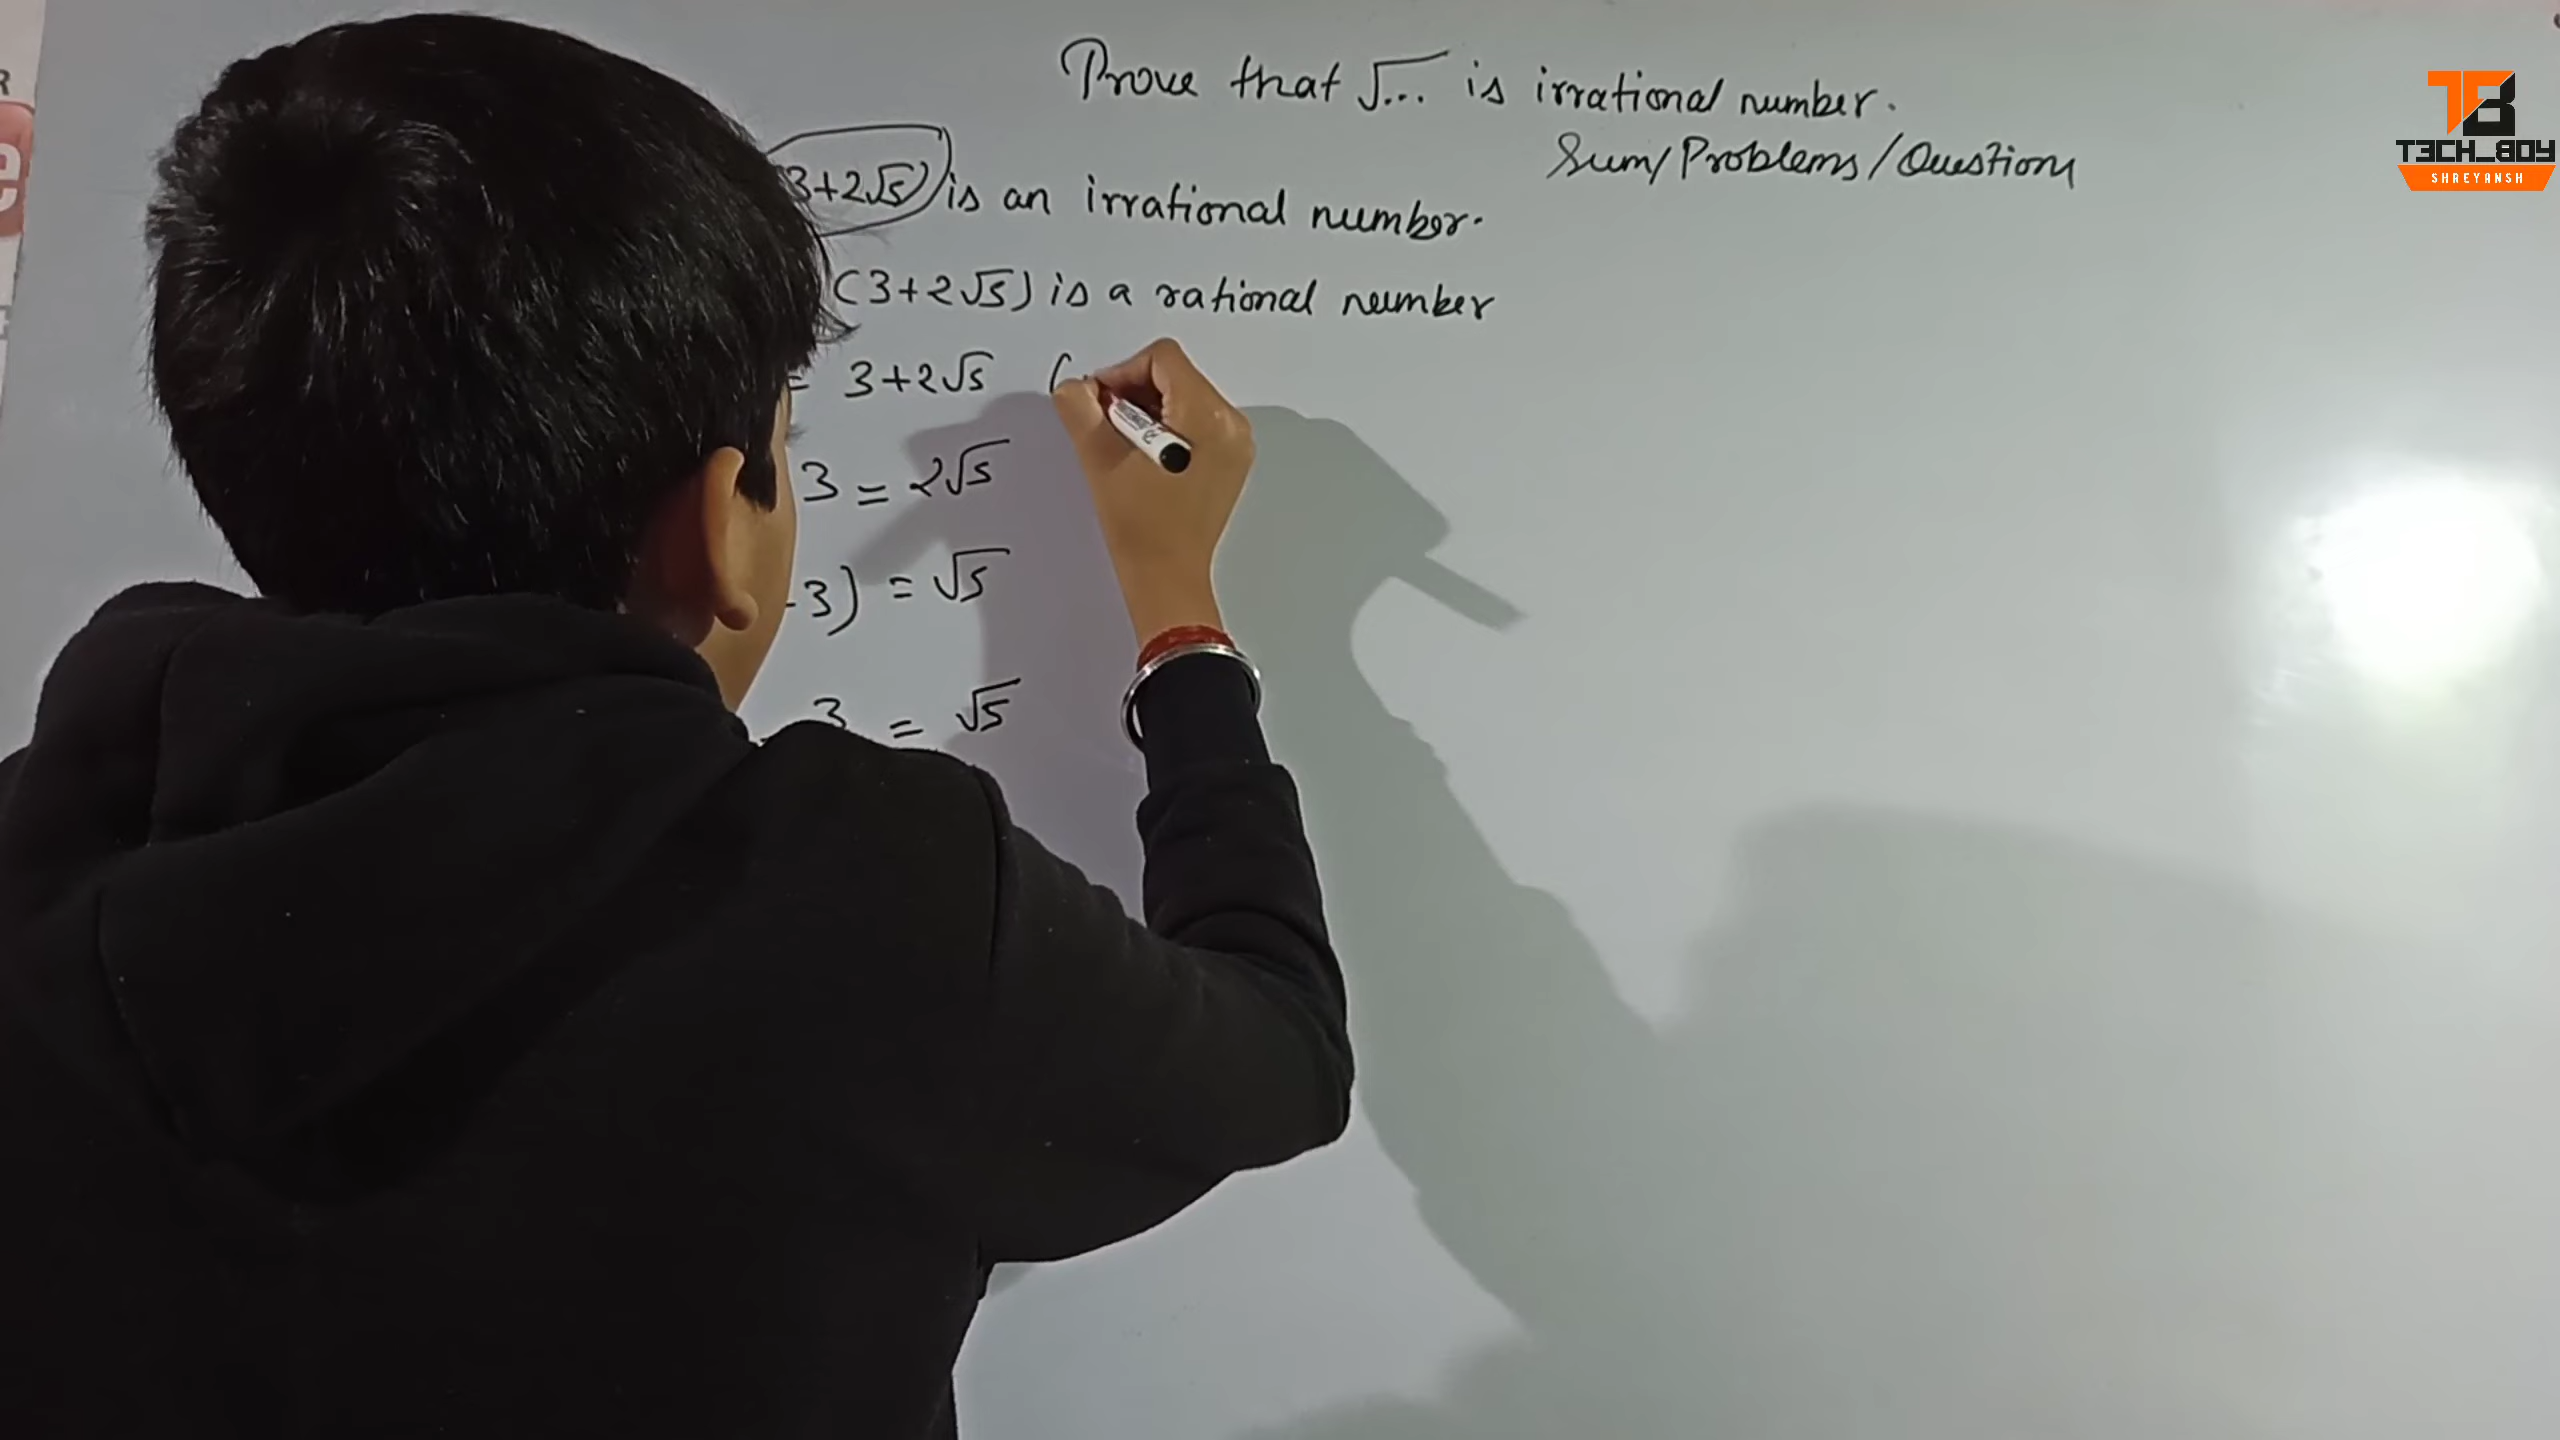 Prove that √... is irrational number.
Sum/Problems/Questions
3+2√5) is an irrational number.
(3+2√5) is a rational number
= 3+2√5 (
3 = 2√5
-3) = √5
3 = √5
T3CH_BOY
SHREYANSH
R
e